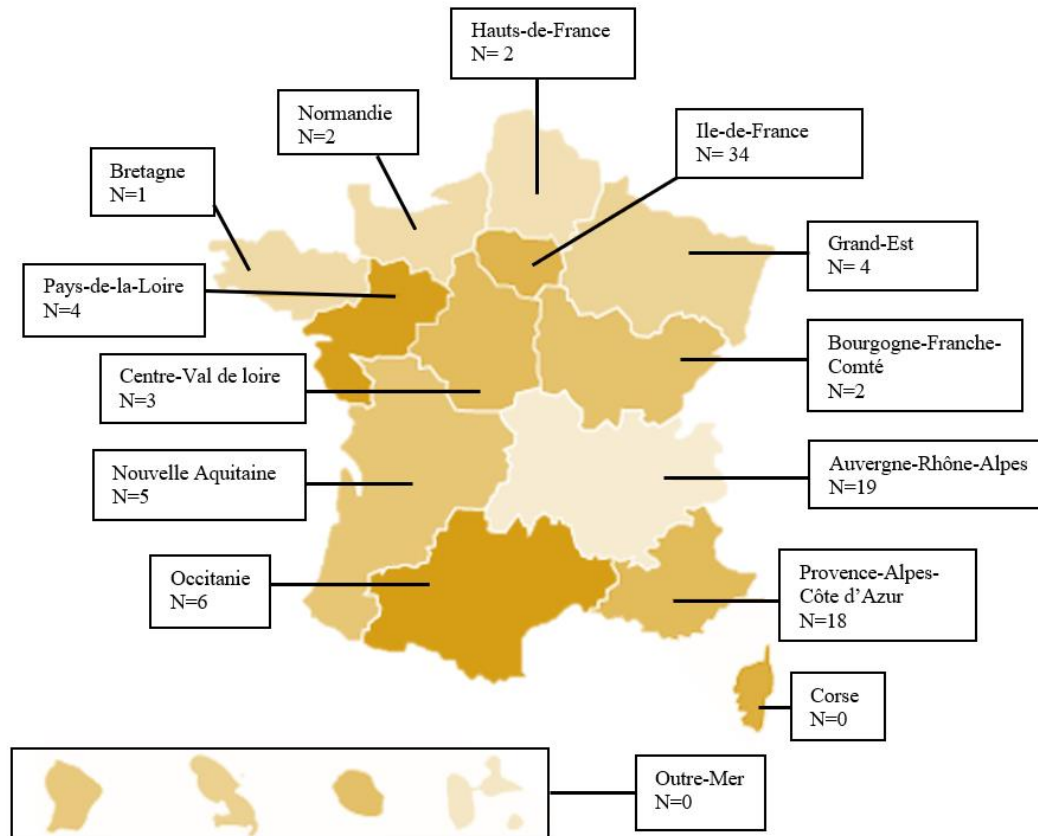 Hauts-de-France
N= 2
Normandie
N=2
Ile-de-France
N= 34
Bretagne
N=1
Grand-Est
N= 4
Pays-de-la-Loire
N=4
Bourgogne-Franche-
Comté
N=2
Centre-Val de loire
N=3
Auvergne-Rhône-Alpes
N=19
Nouvelle Aquitaine
N=5
Provence-Alpes-
Côte d’Azur
N=18
Occitanie
N=6
Corse
N=0
Outre-Mer
N=0